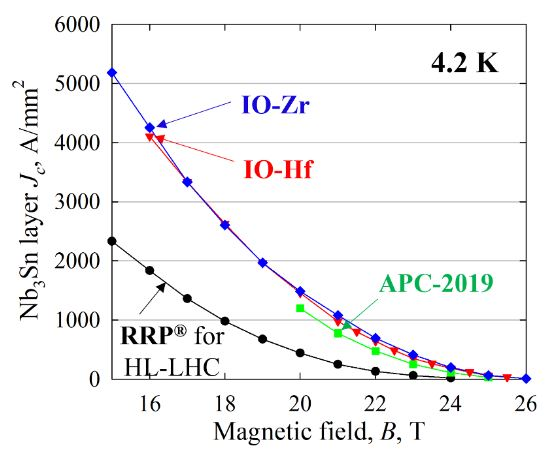 6000
5000
4000
3000
2000
1000
0
Nb₃Sn layer Jc, A/mm²
4.2 K
IO-Zr
IO-Hf
APC-2019
RRP® for
HL-LHC
16 18 20 22 24 26
Magnetic field, B, T